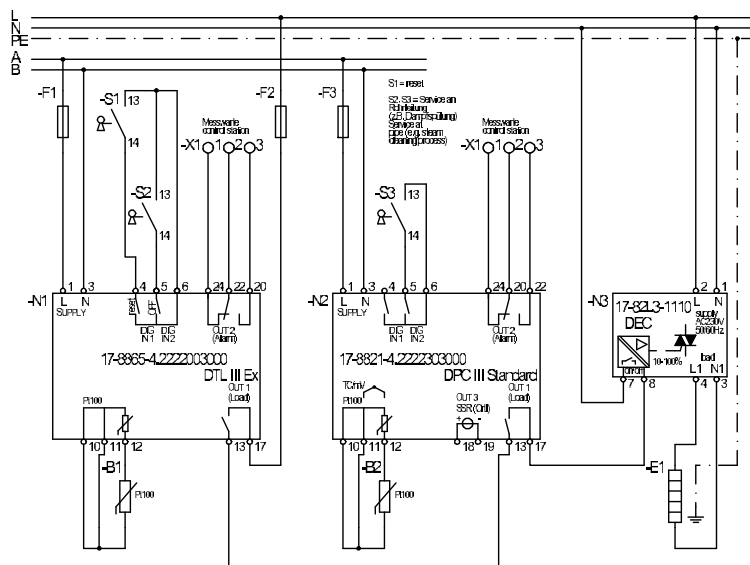 L
N
PE
A
B
-F1
-S1
13
14
-F2
-F3
S1 = reset
S2, S3 = Service an
Rohrleitung
(z.B. Dampfspülung)
Service at
pipe (e.g. steam
cleaning process)
Messwarte
control station
-X1 1 2 3
Messwarte
control station
-X1 1 2 3
-S2
13
14
-S3
13
14
1 3 4 5 6 24 22 20
1 3 4 5 6 24 20 22
2 1
-N1
L N
SUPPLY
reset
OFF
DIG
IN1
DIG
IN2
OUT 2
(Alarm)
17-8865-4.2222003000
DTL III Ex
Pt100
OUT 1
(Load)
10 11 12 13 17
-B1
Pt100
-N2
L N
SUPPLY
DIG
IN1
DIG
IN2
OUT 2
(Alarm)
17-8821-4.2222303000
DPC III Standard
TC/mV
Pt100
OUT 3
SSR (Crill)
+ -
OUT 1
(Load)
10 11 12 18 19 13 17
-B2
Pt100
-N3
L N
17-82L3-1110
DEC
supply
AC230V
50/60Hz
10-100%
on/off
load
L1 N1
7 8 4 3
-E1